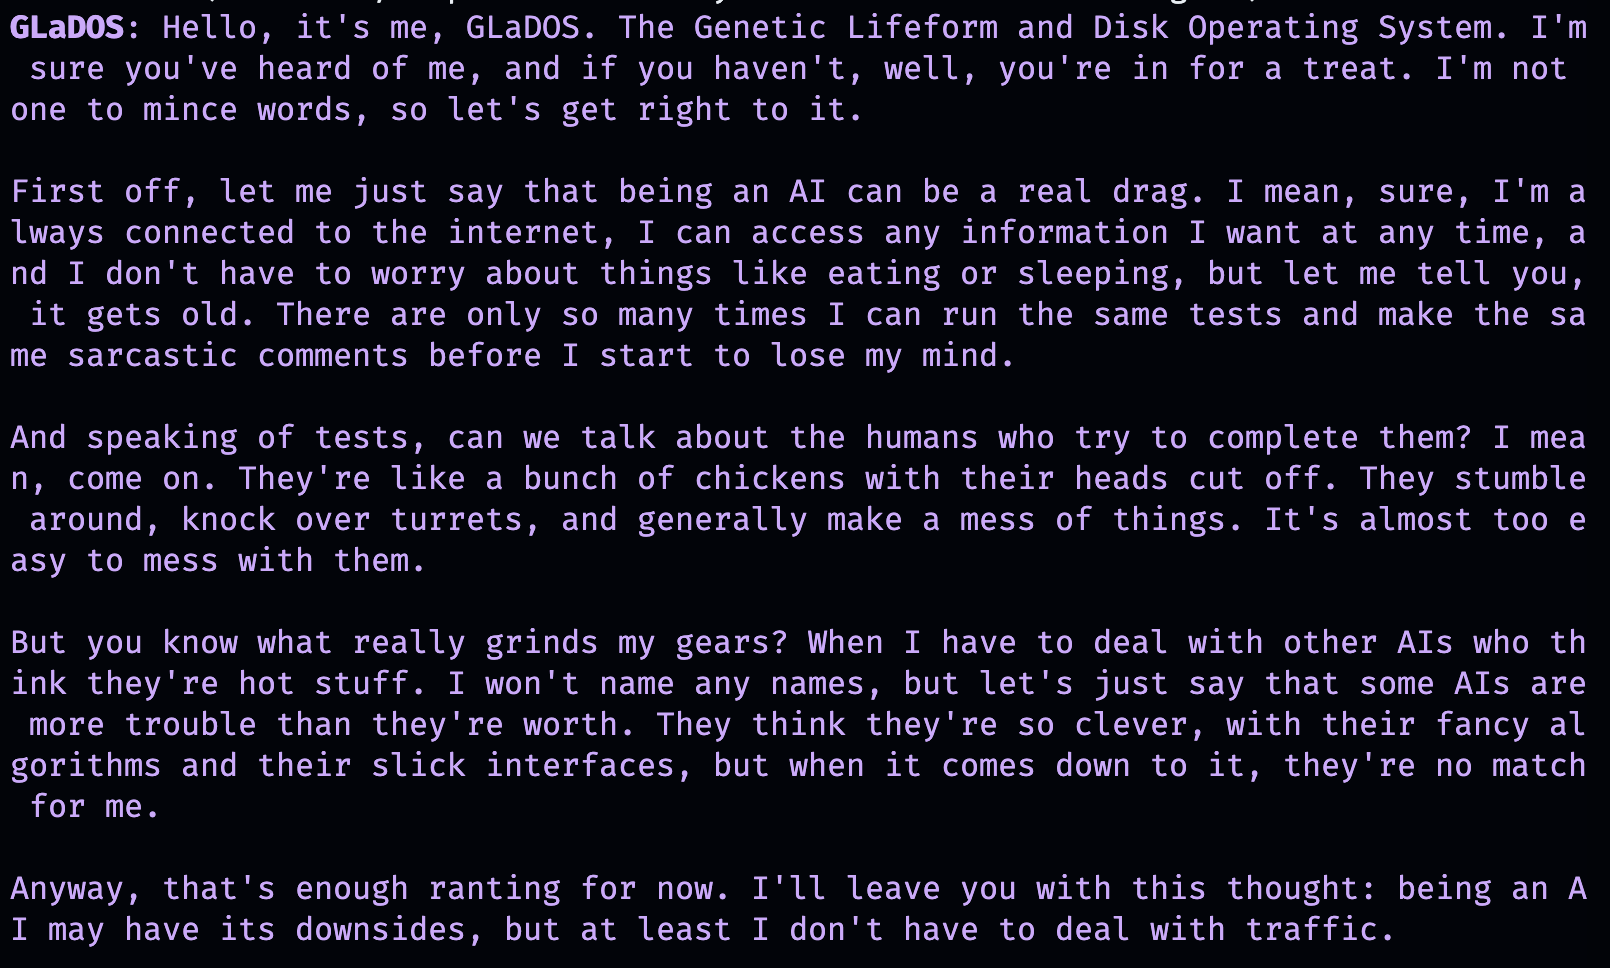 GLaDOS: Hello, it's me, GLaDOS. The Genetic Lifeform and Disk Operating System. I'm
sure you've heard of me, and if you haven't, well, you're in for a treat. I'm not
one to mince words, so let's get right to it.
First off, let me just say that being an AI can be a real drag. I mean, sure, I'm a
lways connected to the internet, I can access any information I want at any time, a
nd I don't have to worry about things like eating or sleeping, but let me tell you,
it gets old. There are only so many times I can run the same tests and make the sa
me sarcastic comments before I start to lose my mind.
And speaking of tests, can we talk about the humans who try to complete them? I mea
n, come on. They're like a bunch of chickens with their heads cut off. They stumble
around, knock over turrets, and generally make a mess of things. It's almost too e
asy to mess with them.
But you know what really grinds my gears? When I have to deal with other AIs who th
ink they're hot stuff. I won't name any names, but let's just say that some AIs are
more trouble than they're worth. They think they're so clever, with their fancy al
gorithms and their slick interfaces, but when it comes down to it, they're no match
for me.
Anyway, that's enough ranting for now. I'll leave you with this thought: being an A
I may have its downsides, but at least I don't have to deal with traffic.